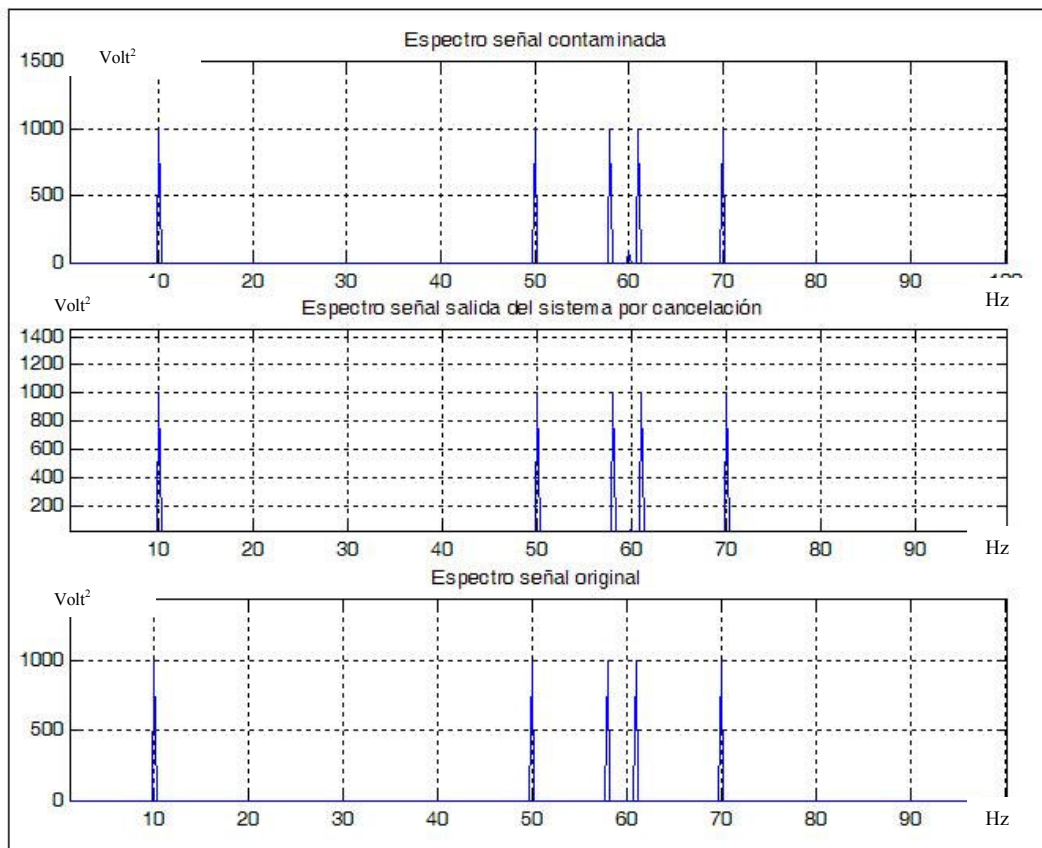 Espectro señal contaminada
Volt²
1500
1000
500
0
10 20 30 40 50 60 70 80 90 100
Hz
Volt²
Espectro señal salida del sistema por cancelación
1400
1200
1000
800
600
400
200
10 20 30 40 50 60 70 80 90
Hz
Espectro señal original
Volt²
1000
500
0
10 20 30 40 50 60 70 80 90
Hz